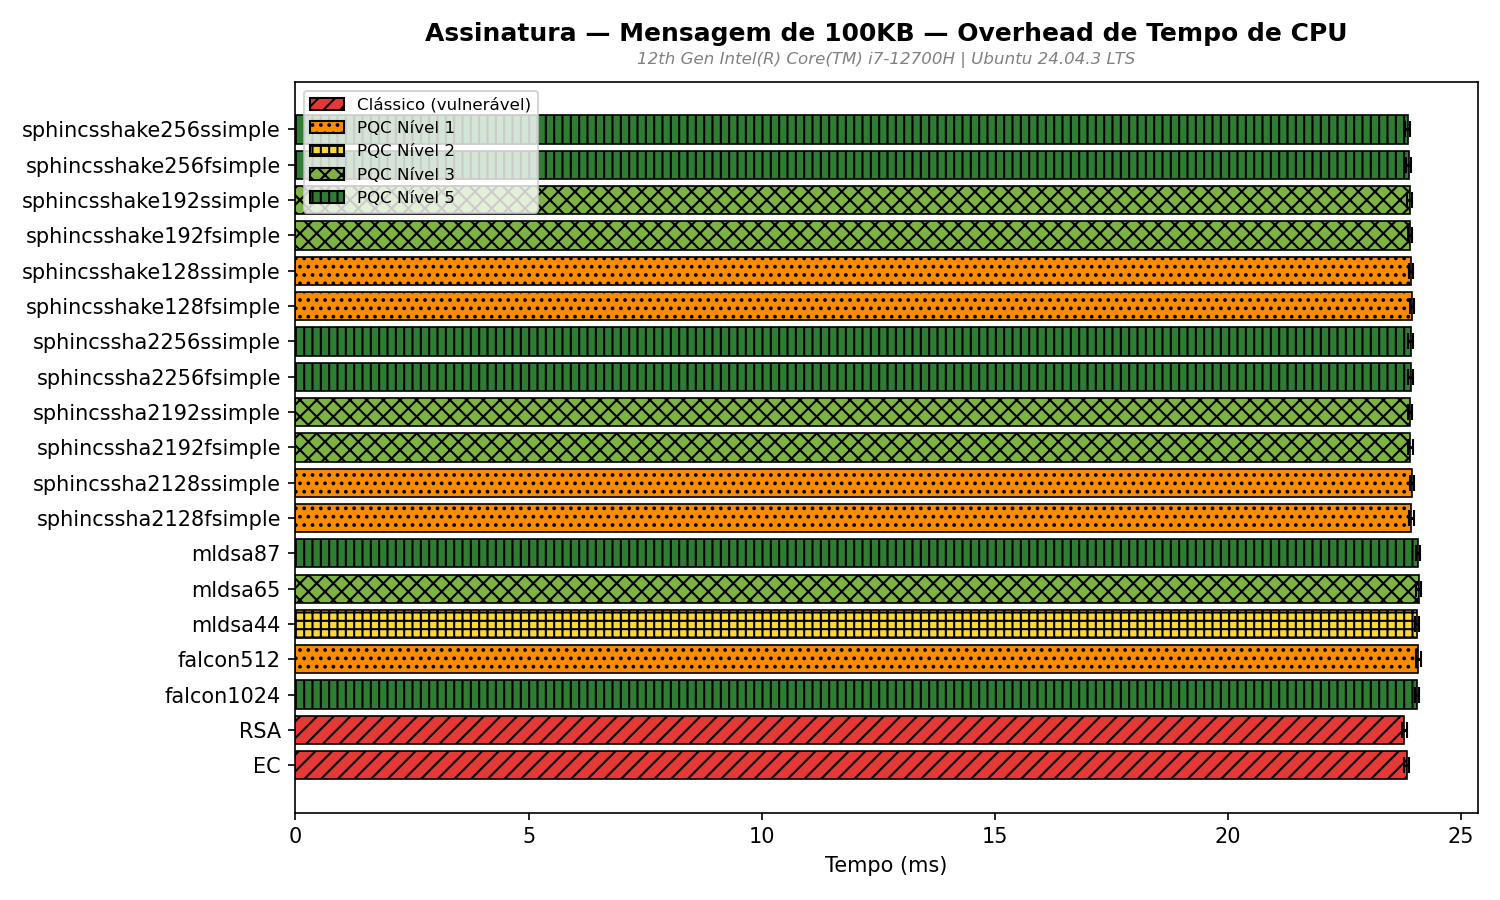 Assinatura — Mensagem de 100KB — Overhead de Tempo de CPU
12th Gen Intel(R) Core(TM) i7-12700H | Ubuntu 24.04.3 LTS
Clássico (vulnerável)
PQC Nível 1
PQC Nível 2
PQC Nível 3
PQC Nível 5
sphincsshake256ssimple
sphincsshake256fsimple
sphincsshake192ssimple
sphincsshake192fsimple
sphincsshake128ssimple
sphincsshake128fsimple
sphincssha2256ssimple
sphincssha2256fsimple
sphincssha2192ssimple
sphincssha2192fsimple
sphincssha2128ssimple
sphincssha2128fsimple
mldsa87
mldsa65
mldsa44
falcon512
falcon1024
RSA
EC
0 5 10 15 20 25
Tempo (ms)